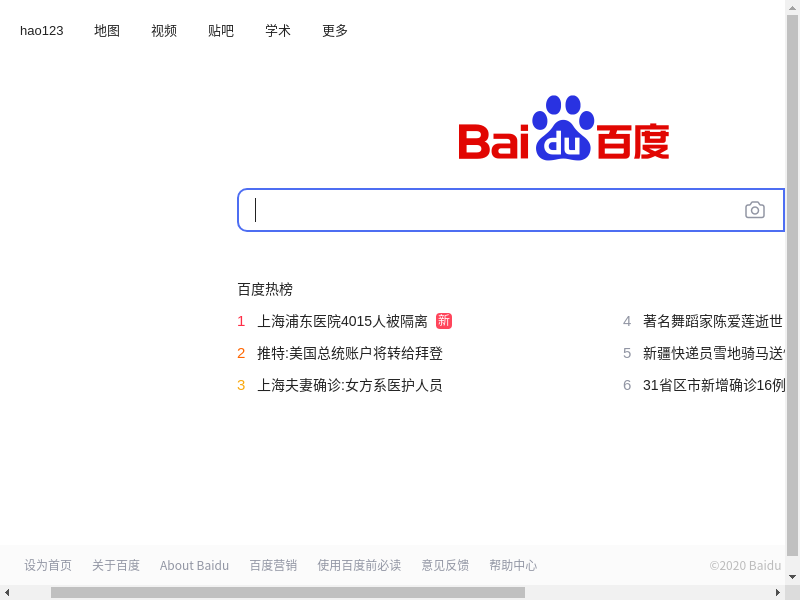 hao123 地图 视频 贴吧 学术 更多
Bai du 百度
百度热榜
1 上海浦东医院4015人被隔离 新
2 推特:美国总统账户将转给拜登
3 上海夫妻确诊:女方系医护人员
4 著名舞蹈家陈爱莲逝世
5 新疆快递员雪地骑马送
6 31省区市新增确诊16例
设为首页 关于百度 About Baidu 百度营销 使用百度前必读 意见反馈 帮助中心 ©2020 Baidu